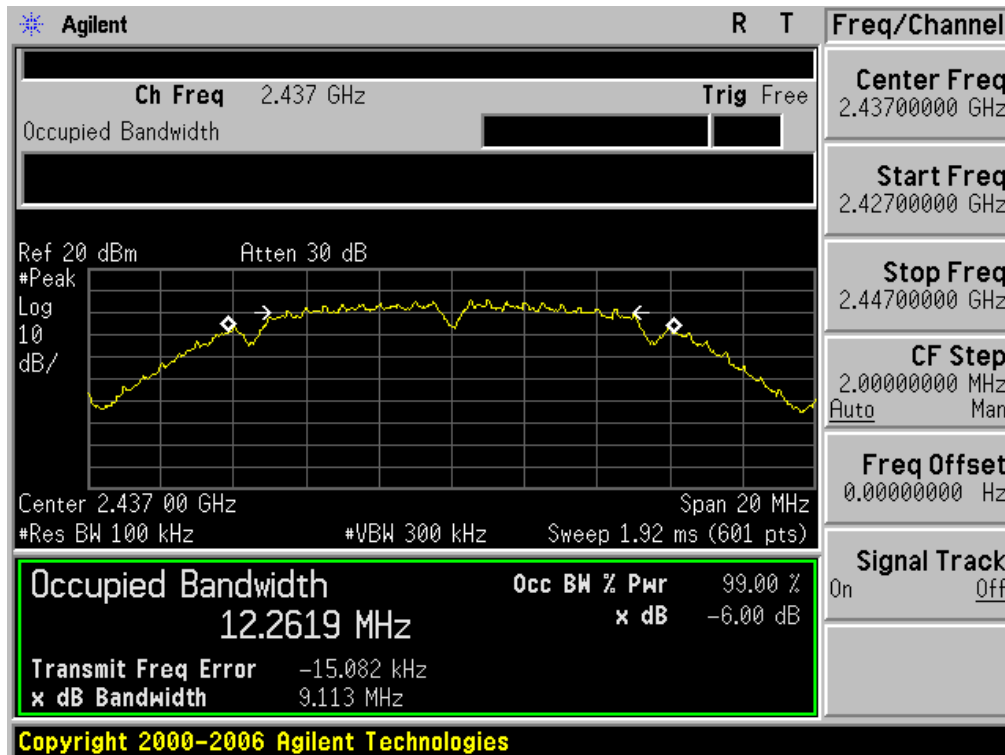 Agilent R T
Ch Freq 2.437 GHz Trig Free
Occupied Bandwidth
Ref 20 dBm Atten 30 dB
#Peak
Log
10
dB/
Center 2.437 00 GHz Span 20 MHz
#Res BW 100 kHz #VBW 300 kHz Sweep 1.92 ms (601 pts)
Occupied Bandwidth Occ BW % Pwr 99.00 %
12.2619 MHz x dB -6.00 dB
Transmit Freq Error -15.082 kHz
x dB Bandwidth 9.113 MHz
Copyright 2000-2006 Agilent Technologies
Freq/Channel
Center Freq
2.43700000 GHz
Start Freq
2.42700000 GHz
Stop Freq
2.44700000 GHz
CF Step
2.00000000 MHz
Auto Man
Freq Offset
0.00000000 Hz
Signal Track
On Off